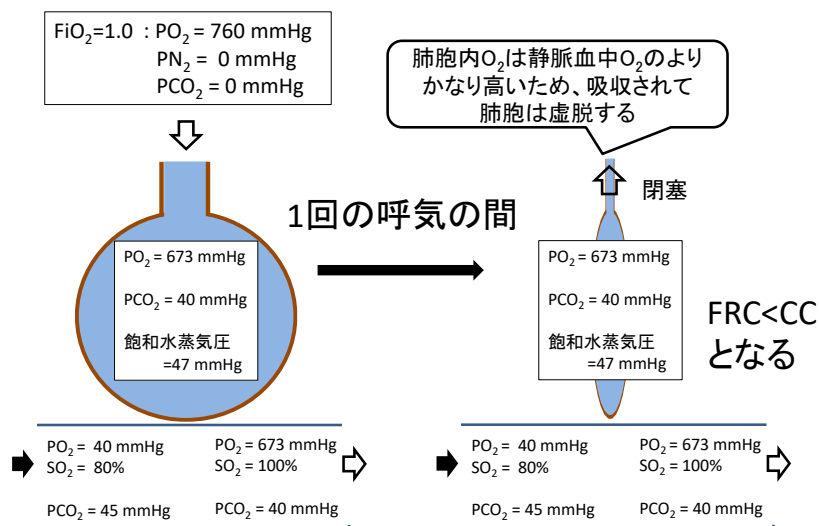 FiO₂=1.0 : PO₂ = 760 mmHg
PN₂ = 0 mmHg
PCO₂ = 0 mmHg
肺胞内O₂は静脈血中O₂のより
かなり高いため、吸収されて
肺胞は虚脱する
閉塞
1回の呼気の間
PO₂ = 673 mmHg
PCO₂ = 40 mmHg
飽和水蒸気圧
=47 mmHg
PO₂ = 673 mmHg
PCO₂ = 40 mmHg
飽和水蒸気圧
=47 mmHg
FRC<CC
となる
PO₂ = 40 mmHg
SO₂ = 80%
PCO₂ = 45 mmHg
PO₂ = 673 mmHg
SO₂ = 100%
PCO₂ = 40 mmHg
PO₂ = 40 mmHg
SO₂ = 80%
PCO₂ = 45 mmHg
PO₂ = 673 mmHg
SO₂ = 100%
PCO₂ = 40 mmHg